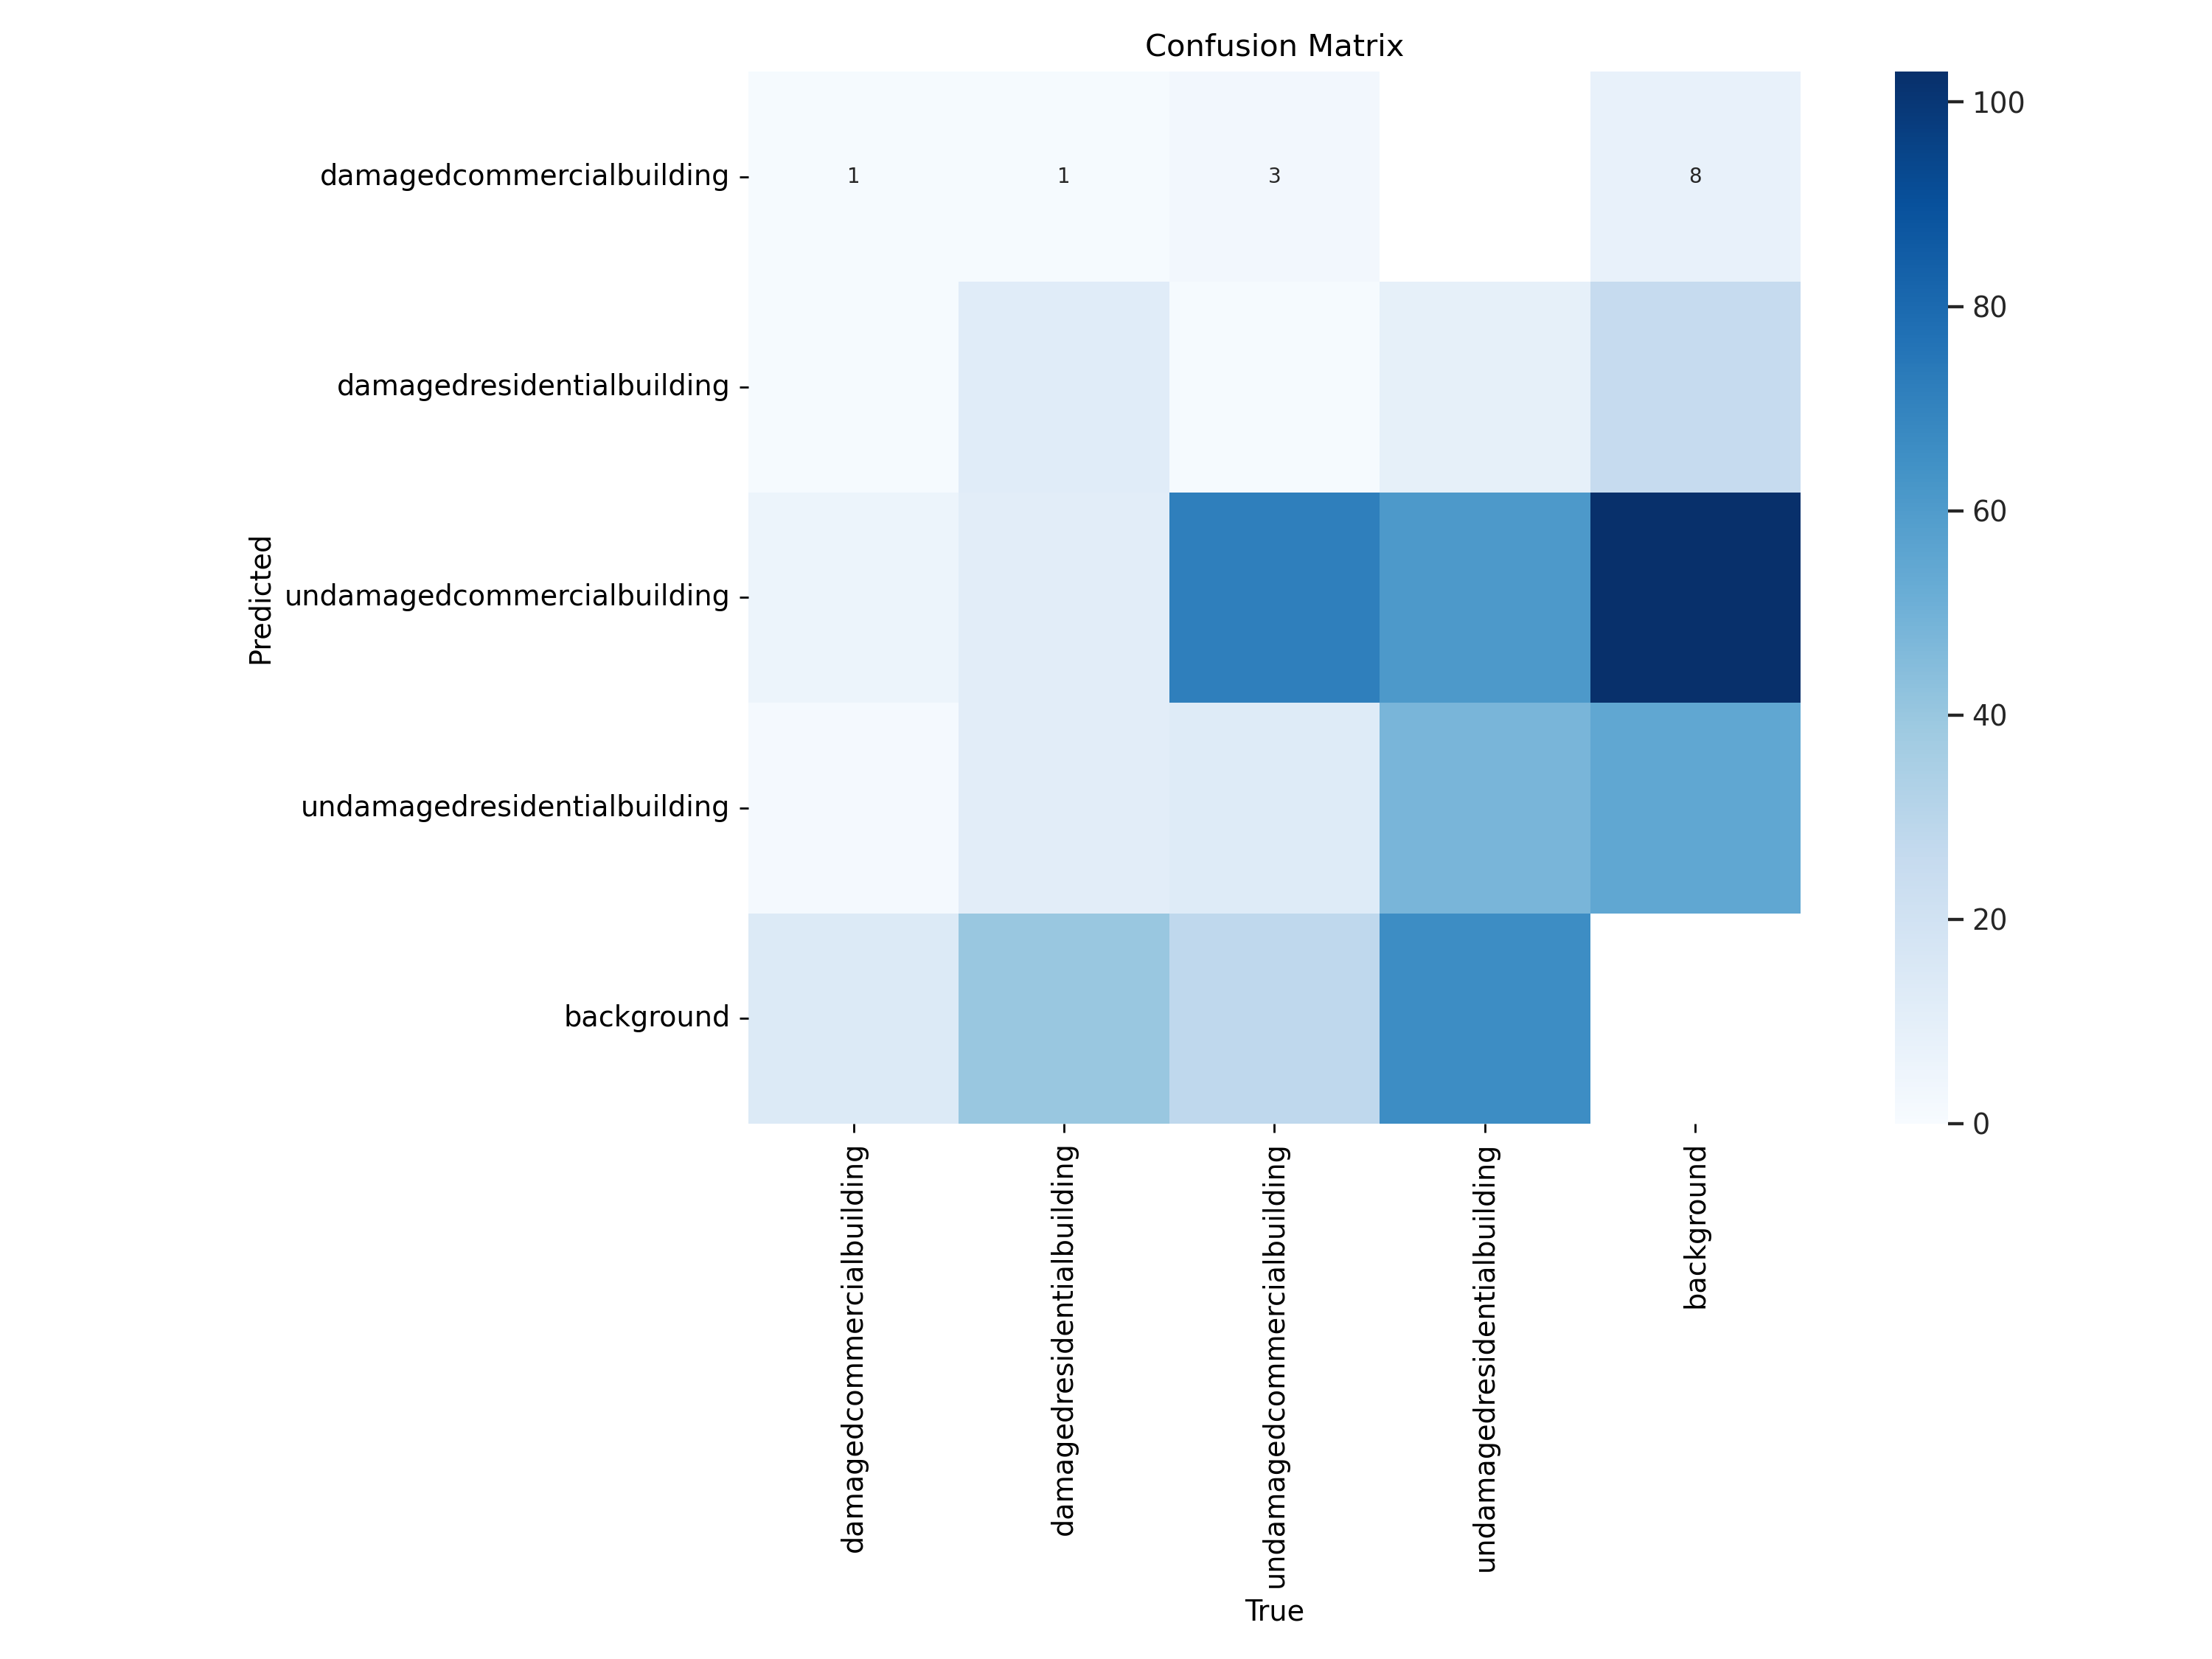 Confusion Matrix
damagedcommercialbuilding
1
1
3
8
damagedresidentialbuilding
undamagedcommercialbuilding
undamagedresidentialbuilding
background
Predicted
damagedcommercialbuilding
damagedresidentialbuilding
undamagedcommercialbuilding
undamagedresidentialbuilding
background
True
100
80
60
40
20
0